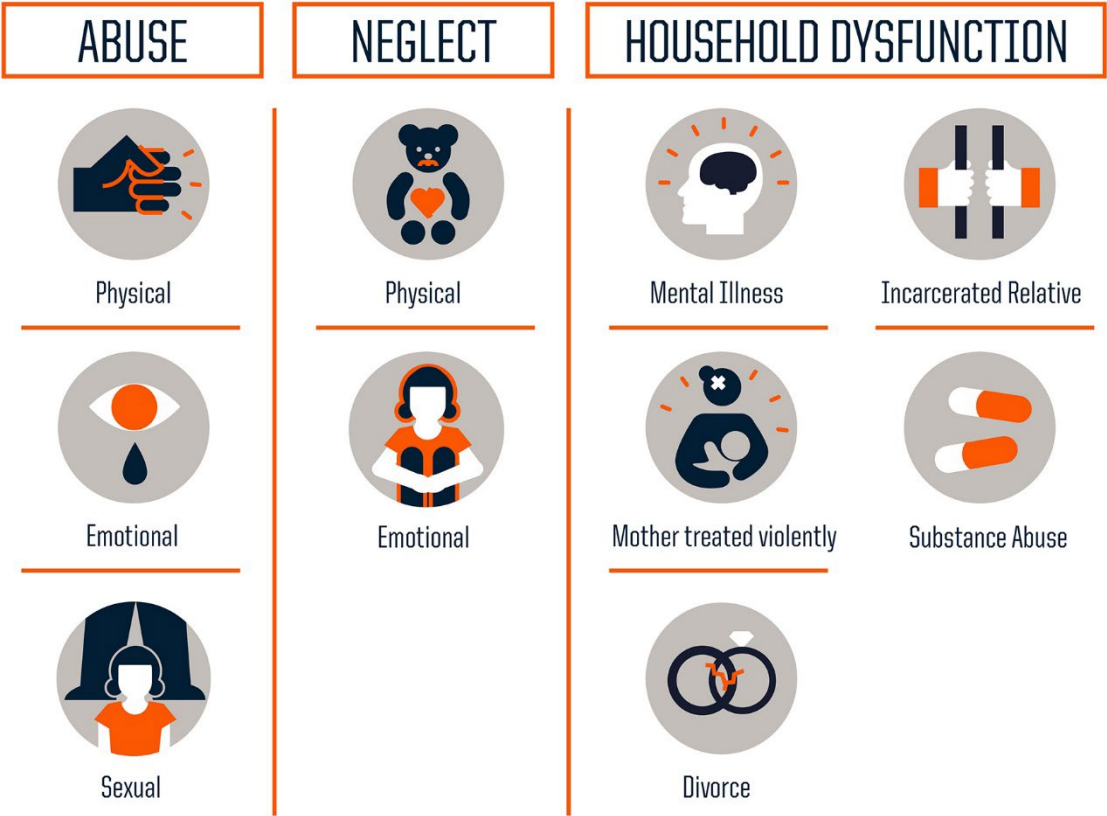 ABUSE
Physical
Emotional
Sexual
NEGLECT
Physical
Emotional
HOUSEHOLD DYSFUNCTION
Mental Illness
Incarcerated Relative
Mother treated violently
Substance Abuse
Divorce